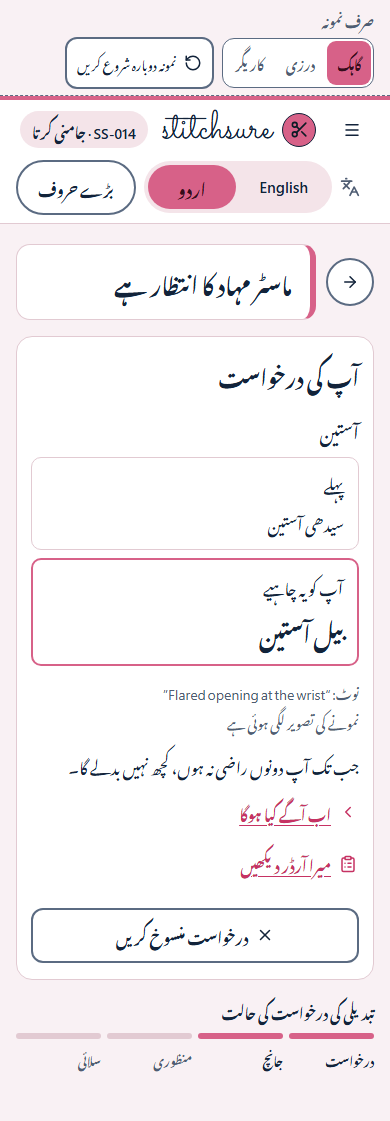 صرف نمونہ
گاہک
درزی
کاریگر
نمونہ دوبارہ شروع کریں
stitchsure
SS-014 · جامنی کرتا
English
اردو
بڑے حروف
ماسٹر مہاد کا انتظار ہے
آپ کی درخواست
آستین
پہلے
سیدھی آستین
آپ کو یہ چاہیے
بیل آستین
نوٹ: "Flared opening at the wrist"
نمونے کی تصویر لگی ہوئی ہے
جب تک آپ دونوں راضی نہ ہوں، کچھ نہیں بدلے گا۔
اب آگے کیا ہوگا
میرا آرڈر دیکھیں
درخواست منسوخ کریں
تبدیلی کی درخواست کی حالت
درخواست
جانچ
منظوری
سلائی